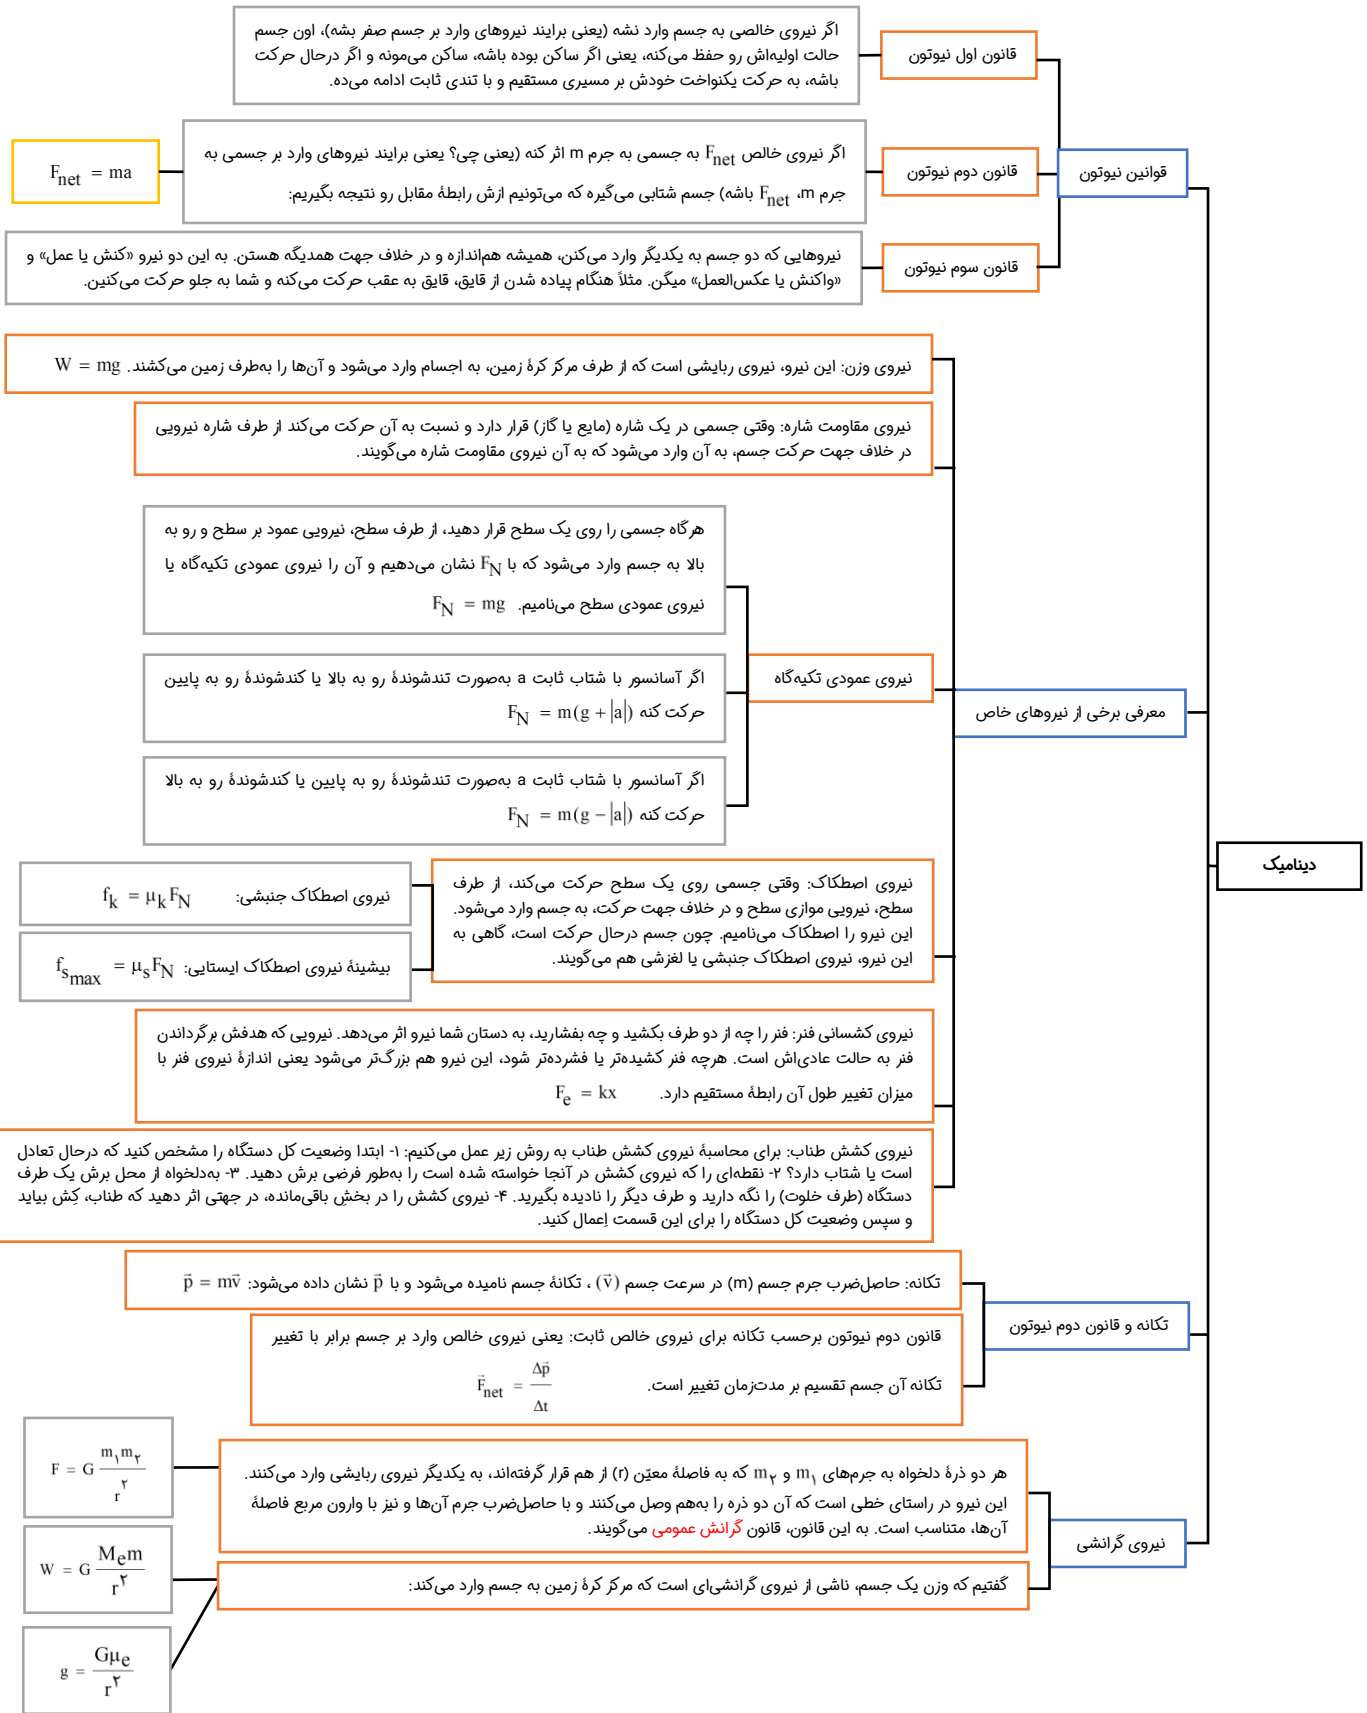 دینامیک
قوانین نیوتون
قانون اول نیوتون
اگر نیروی خالصی به جسم وارد نشه (یعنی برایند نیروهای وارد بر جسم صفر بشه)، اون جسم
حالت اولیه‌اش رو حفظ می‌کنه، یعنی اگر ساکن بوده باشه، ساکن می‌مونه و اگر درحال حرکت
باشه، به حرکت یکنواخت خودش بر مسیری مستقیم و با تندی ثابت ادامه می‌ده.
قانون دوم نیوتون
اگر نیروی خالص F_net به جسمی به جرم m اثر کنه (یعنی چی؟ یعنی برایند نیروهای وارد بر جسمی به
جرم m، F_net باشه) جسم شتابی می‌گیره که می‌تونیم ازش رابطهٔ مقابل رو نتیجه بگیریم:
F_net = ma
قانون سوم نیوتون
نیروهایی که دو جسم به یکدیگر وارد می‌کنن، همیشه هم‌اندازه و در خلاف جهت همدیگه هستن. به این دو نیرو «کنش یا عمل» و
«واکنش یا عکس‌العمل» میگن. مثلاً هنگام پیاده شدن از قایق، قایق به عقب حرکت می‌کنه و شما به جلو حرکت می‌کنین.
معرفی برخی از نیروهای خاص
نیروی وزن: این نیرو، نیروی ربایشی است که از طرف مرکز کرهٔ زمین، به اجسام وارد می‌شود و آن‌ها را به‌طرف زمین می‌کشند. W = mg
نیروی مقاومت شاره: وقتی جسمی در یک شاره (مایع یا گاز) قرار دارد و نسبت به آن حرکت می‌کند از طرف شاره نیرویی
در خلاف جهت حرکت جسم، به آن وارد می‌شود که به آن نیروی مقاومت شاره می‌گویند.
نیروی عمودی تکیه‌گاه
هرگاه جسمی را روی یک سطح قرار دهید، از طرف سطح، نیرویی عمود بر سطح و رو به
بالا به جسم وارد می‌شود که با F_N نشان می‌دهیم و آن را نیروی عمودی تکیه‌گاه یا
نیروی عمودی سطح می‌نامیم. F_N = mg
اگر آسانسور با شتاب ثابت a به‌صورت تندشوندهٔ رو به بالا یا کندشوندهٔ رو به پایین
حرکت کنه F_N = m(g + |a|)
اگر آسانسور با شتاب ثابت a به‌صورت تندشوندهٔ رو به پایین یا کندشوندهٔ رو به بالا
حرکت کنه F_N = m(g − |a|)
نیروی اصطکاک: وقتی جسمی روی یک سطح حرکت می‌کند، از طرف
سطح، نیرویی موازی سطح و در خلاف جهت حرکت، به جسم وارد می‌شود.
این نیرو را اصطکاک می‌نامیم. چون جسم درحال حرکت است، گاهی به
این نیرو، نیروی اصطکاک جنبشی یا لغزشی هم می‌گویند.
نیروی اصطکاک جنبشی: f_k = μ_k F_N
بیشینهٔ نیروی اصطکاک ایستایی: f_smax = μ_s F_N
نیروی کشسانی فنر: فنر را چه از دو طرف بکشید و چه بفشارید، به دستان شما نیرو اثر می‌دهد. نیرویی که هدفش برگرداندن
فنر به حالت عادی‌اش است. هرچه فنر کشیده‌تر یا فشرده‌تر شود، این نیرو هم بزرگ‌تر می‌شود یعنی اندازهٔ نیروی فنر با
میزان تغییر طول آن رابطهٔ مستقیم دارد. F_e = kx
نیروی کشش طناب: برای محاسبهٔ نیروی کشش طناب به روش زیر عمل می‌کنیم: ۱- ابتدا وضعیت کل دستگاه را مشخص کنید که درحال تعادل
است یا شتاب دارد؟ ۲- نقطه‌ای را که نیروی کشش در آنجا خواسته شده است را به‌طور فرضی برش دهید. ۳- به‌دلخواه از محل برش یک طرف
دستگاه (طرف خلوت) را نگه دارید و طرف دیگر را نادیده بگیرید. ۴- نیروی کشش را در بخشِ باقی‌مانده، در جهتی اثر دهید که طناب، کِش بیاید
و سپس وضعیت کل دستگاه را برای این قسمت اِعمال کنید.
تکانه و قانون دوم نیوتون
تکانه: حاصل‌ضرب جرم جسم (m) در سرعت جسم (v⃗) ، تکانهٔ جسم نامیده می‌شود و با p⃗ نشان داده می‌شود: p⃗ = mv⃗
قانون دوم نیوتون برحسب تکانه برای نیروی خالص ثابت: یعنی نیروی خالص وارد بر جسم برابر با تغییر
تکانه آن جسم تقسیم بر مدت‌زمان تغییر است. F⃗_net = Δp⃗ / Δt
نیروی گرانشی
هر دو ذرهٔ دلخواه به جرم‌های m_۱ و m_۲ که به فاصلهٔ معیّن (r) از هم قرار گرفته‌اند، به یکدیگر نیروی ربایشی وارد می‌کنند.
این نیرو در راستای خطی است که آن دو ذره را به‌هم وصل می‌کنند و با حاصل‌ضرب جرم آن‌ها و نیز با وارون مربع فاصلهٔ
آن‌ها، متناسب است. به این قانون، قانون گرانش عمومی می‌گویند.
F = G m_۱m_۲ / r^۲
گفتیم که وزن یک جسم، ناشی از نیروی گرانشی‌ای است که مرکز کرهٔ زمین به جسم وارد می‌کند:
W = G M_e m / r^۲
g = Gμ_e / r^۲